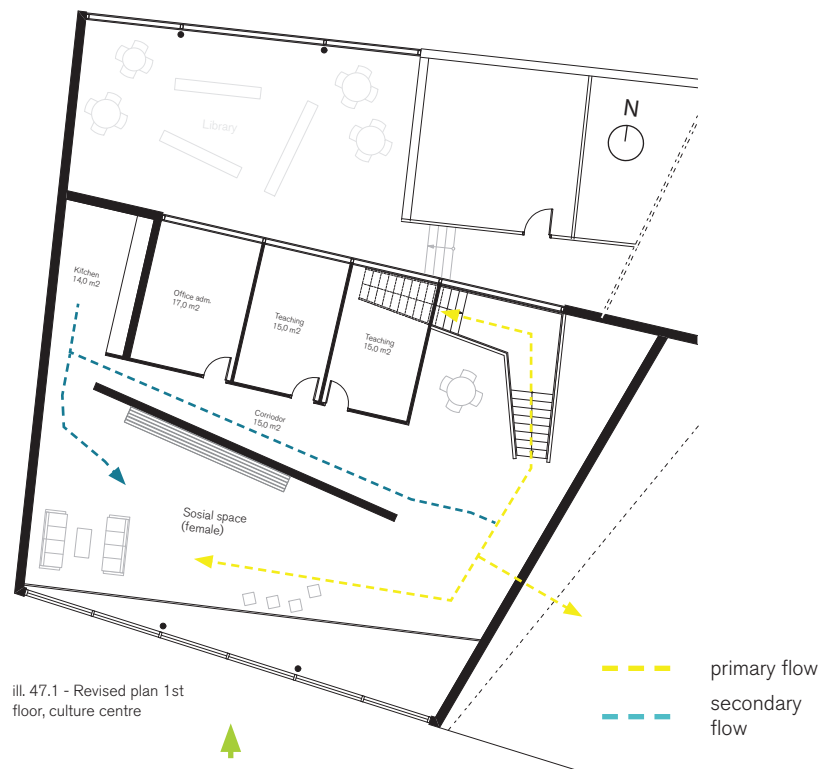 Library
N
Kitchen
14,0 m2
Office adm.
17,0 m2
Teaching
15,0 m2
Teaching
15,0 m2
Corriodor
15,0 m2
Sosial space
(female)
ill. 47.1 - Revised plan 1st
floor, culture centre
primary flow
secondary
flow